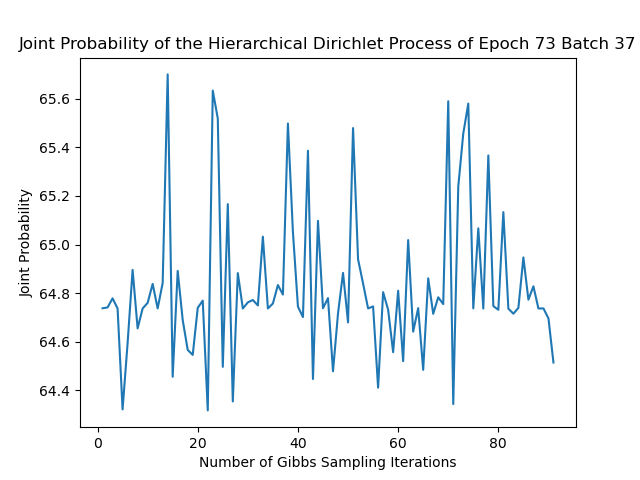 Joint Probability of the Hierarchical Dirichlet Process of Epoch 73 Batch 37
65.6
65.4
65.2
65.0
64.8
64.6
64.4
Joint Probability
0 20 40 60 80
Number of Gibbs Sampling Iterations